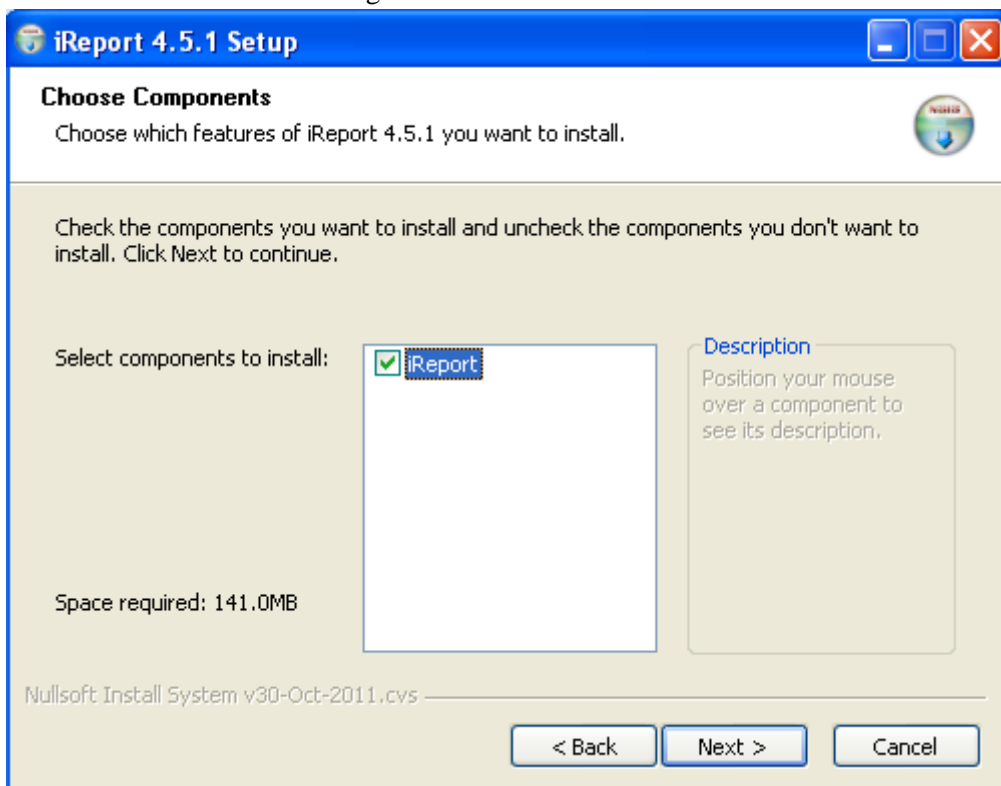 iReport 4.5.1 Setup
Choose Components
Choose which features of iReport 4.5.1 you want to install.
Check the components you want to install and uncheck the components you don't want to
install. Click Next to continue.
Select components to install:
iReport
Description
Position your mouse
over a component to
see its description.
Space required: 141.0MB
Nullsoft Install System v30-Oct-2011.cvs
< Back
Next >
Cancel